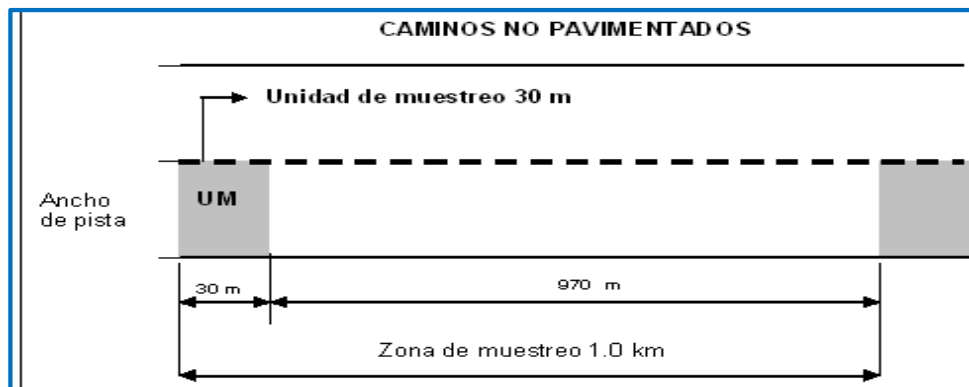 CAMINOS NO PAVIMENTADOS
Unidad de muestreo 30 m
Ancho
de pista
UM
30 m
970 m
Zona de muestreo 1.0 km